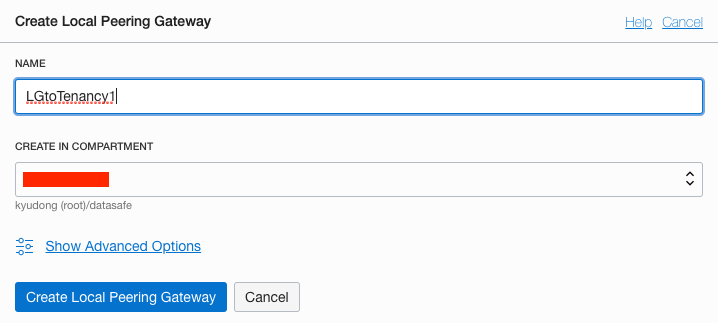 Create Local Peering Gateway
Help Cancel
NAME
LGtoTenancy1
CREATE IN COMPARTMENT
kyudong (root)/datasafe
Show Advanced Options
Create Local Peering Gateway Cancel